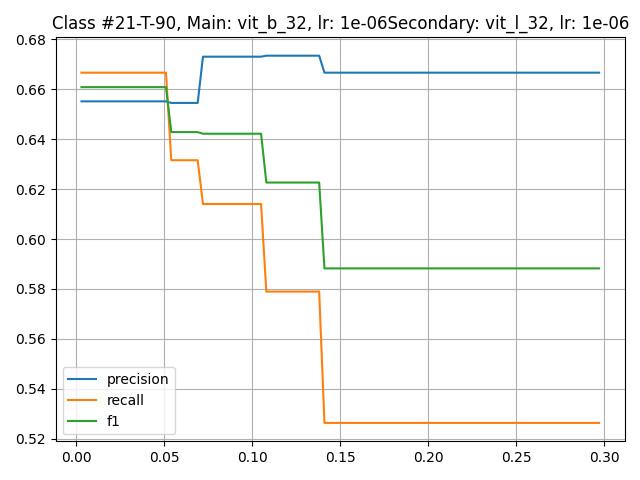 Class #21-T-90, Main: vit_b_32, lr: 1e-06Secondary: vit_l_32, lr: 1e-06
0.68
0.66
0.64
0.62
0.60
0.58
0.56
0.54
0.52
precision
recall
f1
0.00 0.05 0.10 0.15 0.20 0.25 0.30